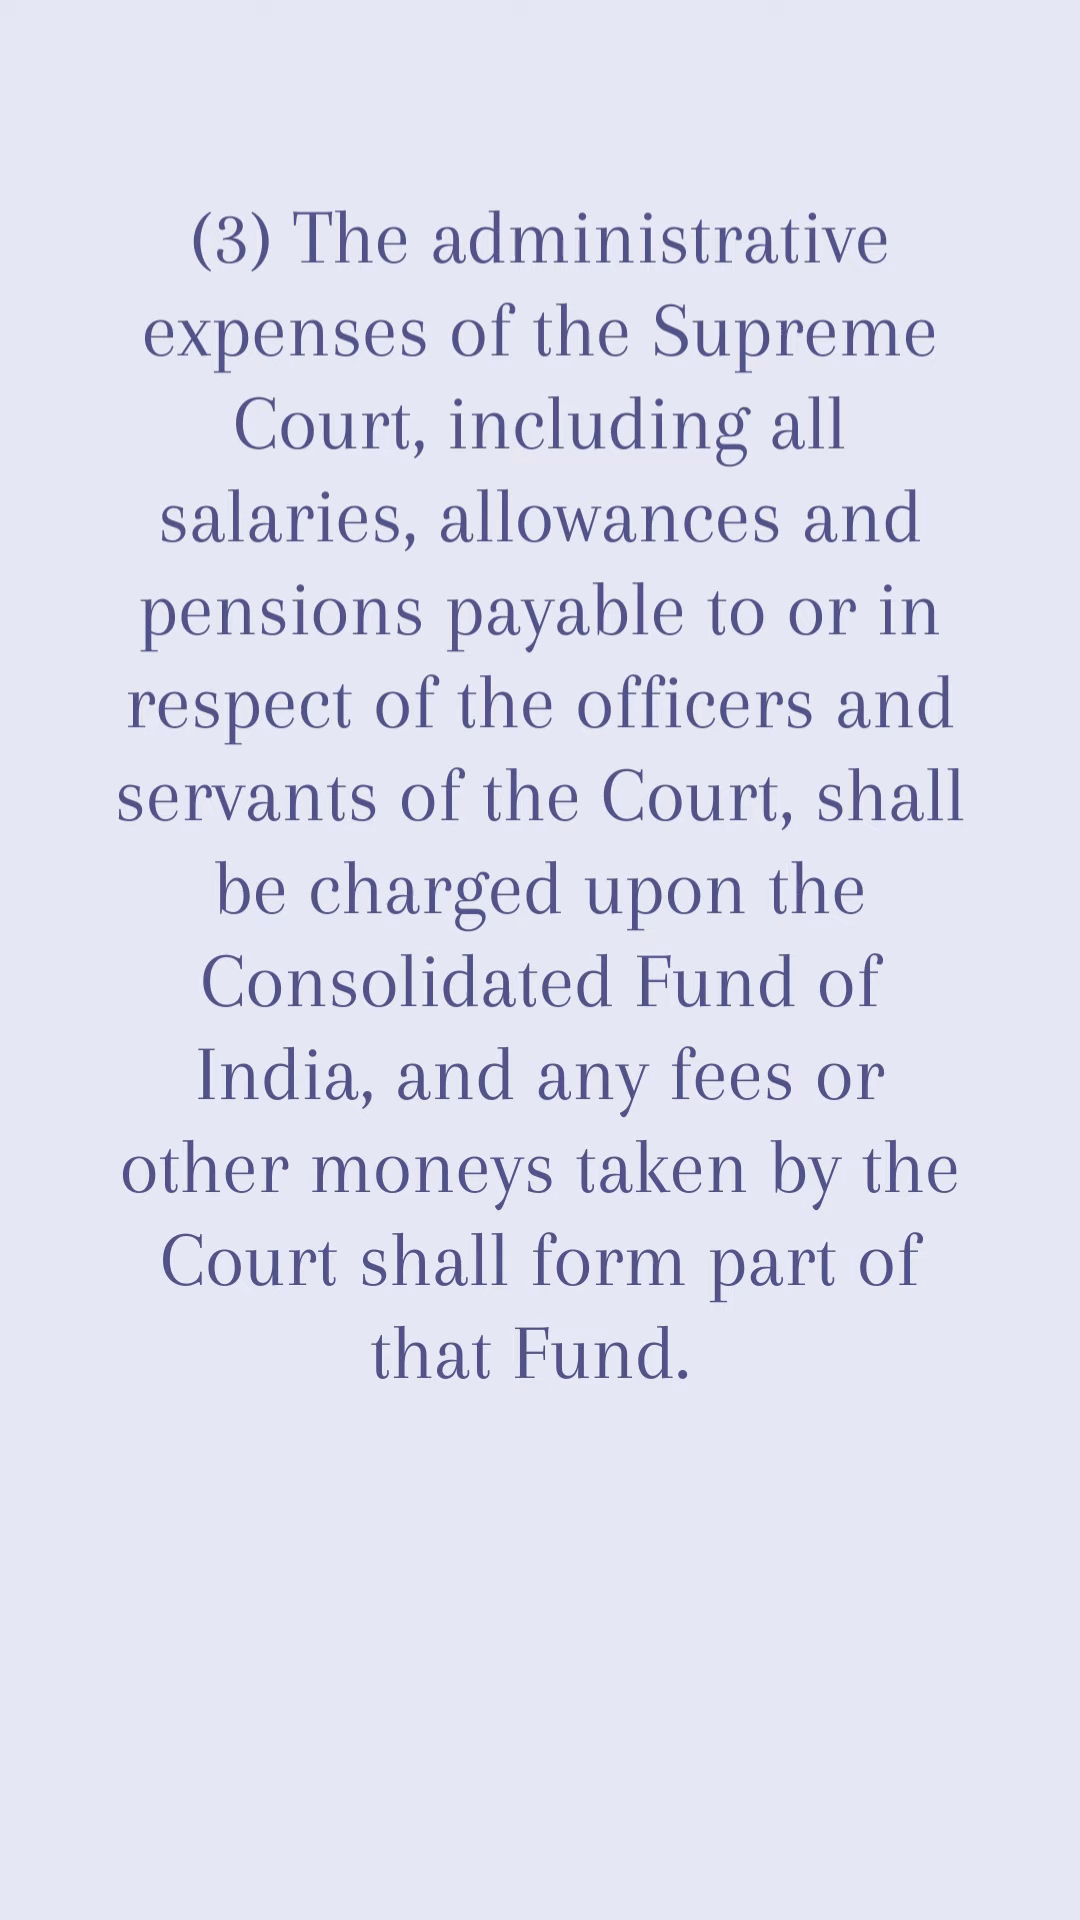 (3) The administrative
expenses of the Supreme
Court, including all
salaries, allowances and
pensions payable to or in
respect of the officers and
servants of the Court, shall
be charged upon the
Consolidated Fund of
India, and any fees or
other moneys taken by the
Court shall form part of
that Fund.